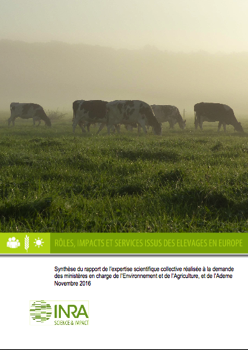 RÔLES, IMPACTS ET SERVICES ISSUS DES ELEVAGES EN EUROPE
Synthèse du rapport de l'expertise scientifique collective réalisée à la demande
des ministères en charge de l'Environnement et de l'Agriculture, et de l'Ademe
Novembre 2016
INRA
SCIENCE & IMPACT